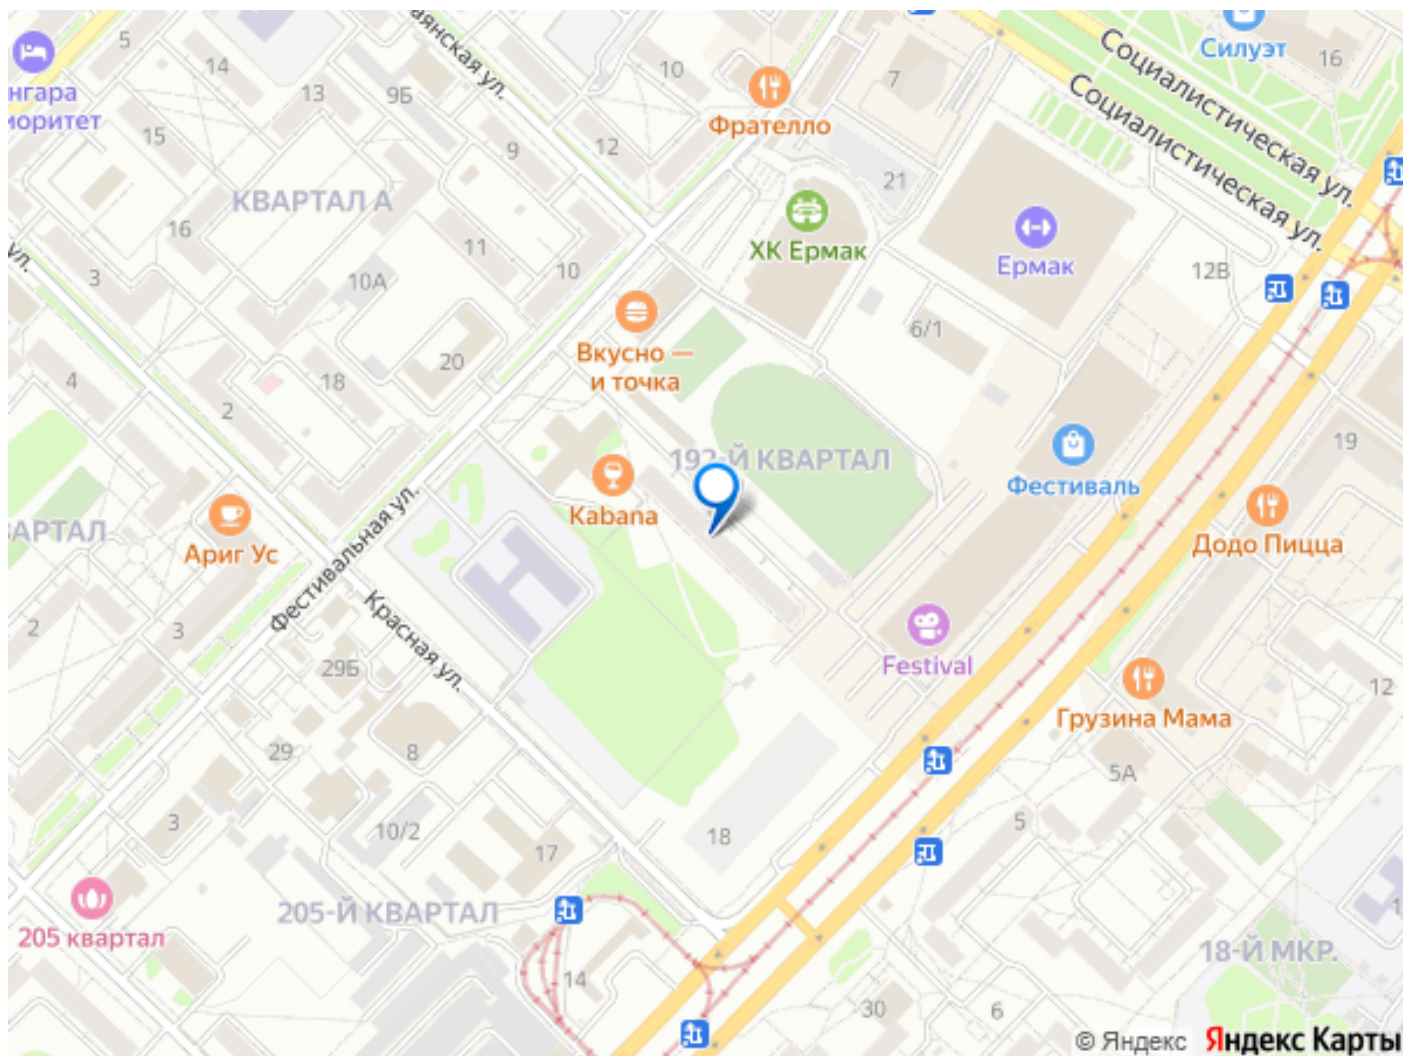 5
14
13
9Б
янская ул.
10
7
Силуэт
16
Социалистическая ул.
Социалистическая ул.
нгара
иоритет
15
9
12
Фрателло
21
КВАРТАЛ А
16
11
10
ХК Ермак
Ермак
12В
3
10А
ул.
6/1
Вкусно —
и точка
20
18
4
2
192-Й КВАРТАЛ
19
Фестиваль
Kabana
Додо Пицца
ВАРТАЛ
Ариг Ус
Фестивальная ул.
Красная ул.
2
3
29Б
Festival
12
Грузина Мама
29
8
5А
3
10/2
17
18
5
205-Й КВАРТАЛ
205 квартал
18-Й МКР.
14
30
6
1
© Яндекс Яндекс Карты